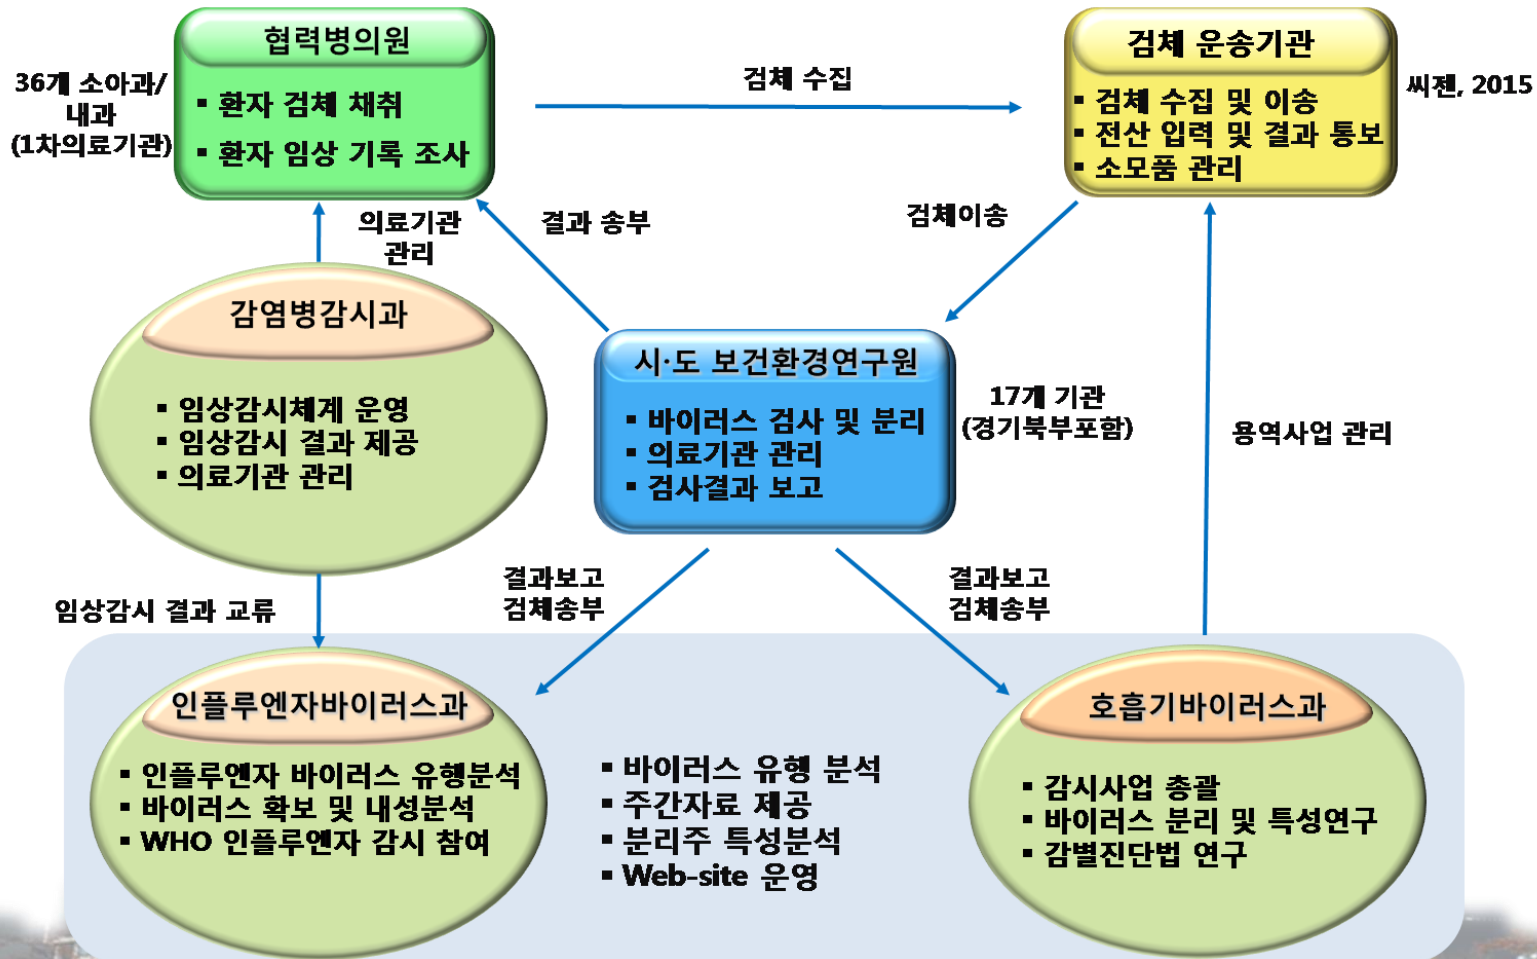 협력병의원
36개 소아과/
내과
(1차의료기관)
▪ 환자 검체 채취
▪ 환자 임상 기록 조사
검체 수집
검체 운송기관
▪ 검체 수집 및 이송
▪ 전산 입력 및 결과 통보
▪ 소모품 관리
씨젠, 2015
의료기관
관리
결과 송부
검체이송
감염병감시과
▪ 임상감시체계 운영
▪ 임상감시 결과 제공
▪ 의료기관 관리
시·도 보건환경연구원
▪ 바이러스 검사 및 분리
▪ 의료기관 관리
▪ 검사결과 보고
17개 기관
(경기북부포함)
용역사업 관리
임상감시 결과 교류
결과보고
검체송부
결과보고
검체송부
인플루엔자바이러스과
▪ 인플루엔자 바이러스 유행분석
▪ 바이러스 확보 및 내성분석
▪ WHO 인플루엔자 감시 참여
▪ 바이러스 유행 분석
▪ 주간자료 제공
▪ 분리주 특성분석
▪ Web-site 운영
호흡기바이러스과
▪ 감시사업 총괄
▪ 바이러스 분리 및 특성연구
▪ 감별진단법 연구